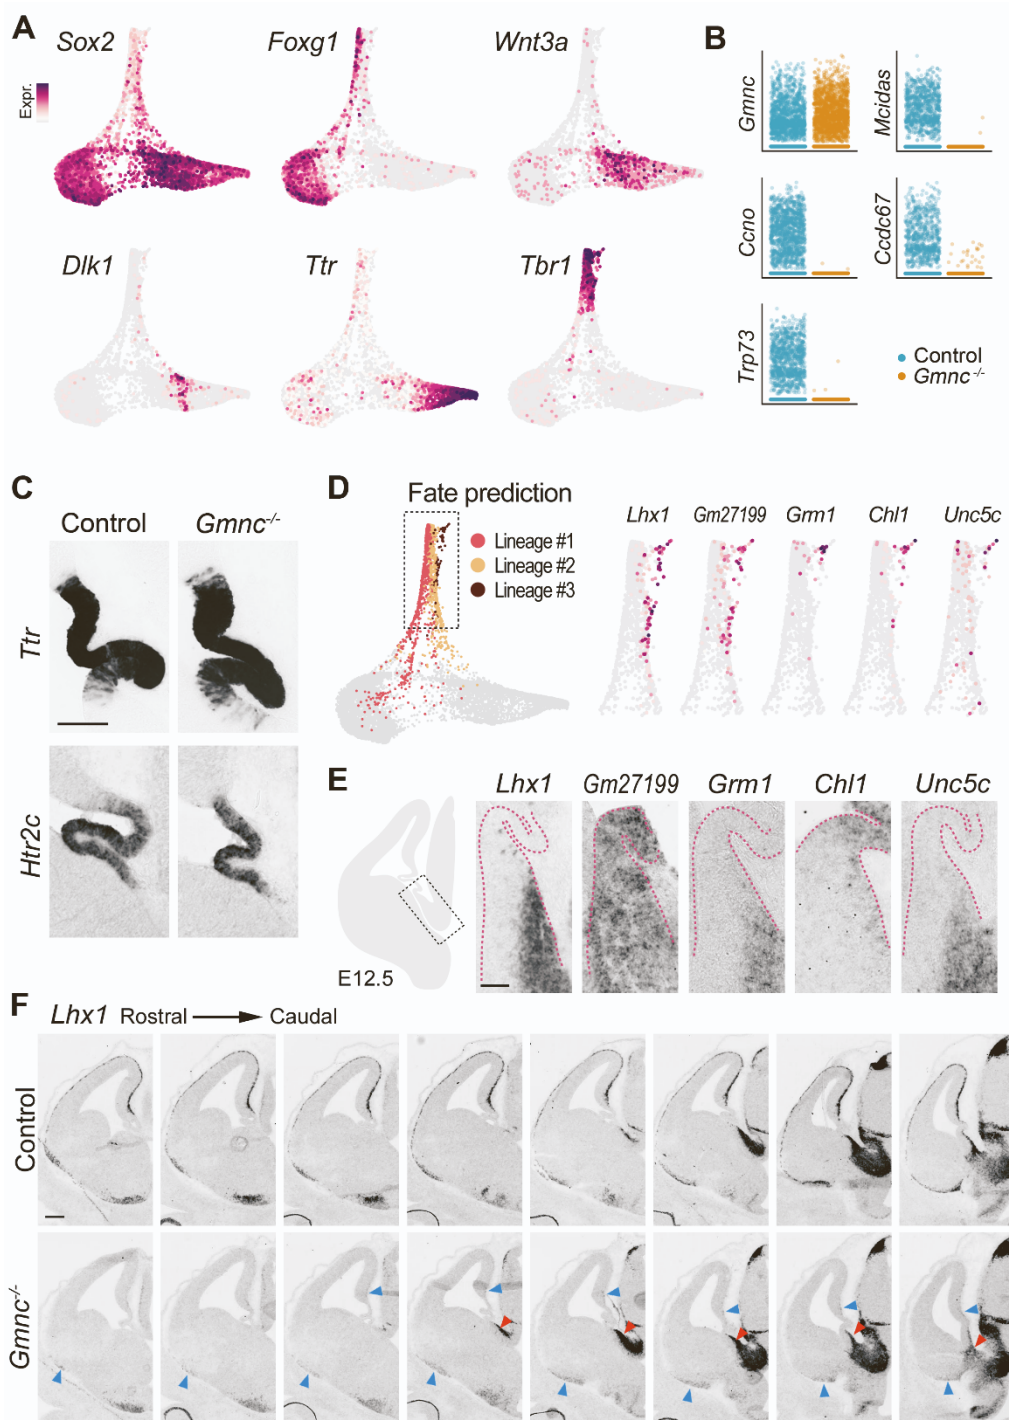 A
Sox2
Foxg1
Wnt3a
Expr.
Dlk1
Ttr
Tbr1
B
Gmnc
Mcidas
Ccno
Ccdc67
Trp73
Control
Gmnc -/-
C
Control
Gmnc-/-
Ttr
Htr2c
D
Fate prediction
Lineage #1
Lineage #2
Lineage #3
Lhx1
Gm27199
Grm1
Chl1
Unc5c
E
Lhx1
Gm27199
Grm1
Chl1
Unc5c
E12.5
F
Lhx1 Rostral Caudal
Control
Gmnc-/-